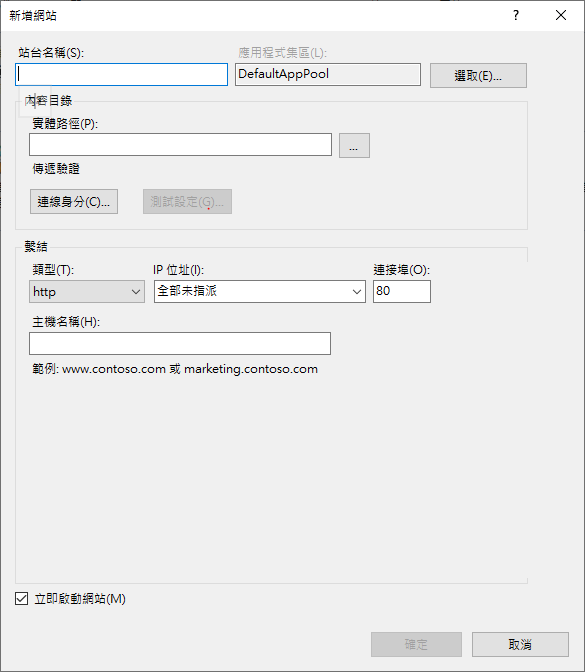 新增網站
站台名稱(S):
應用程式集區(L):
DefaultAppPool
選取(E)...
內容目錄
實體路徑(P):
...
傳遞驗證
連線身分(C)...
測試設定(G)...
繫結
類型(T):
IP 位址(I):
連接埠(O):
http
全部未指派
80
主機名稱(H):
範例: www.contoso.com 或 marketing.contoso.com
立即啟動網站(M)
確定
取消